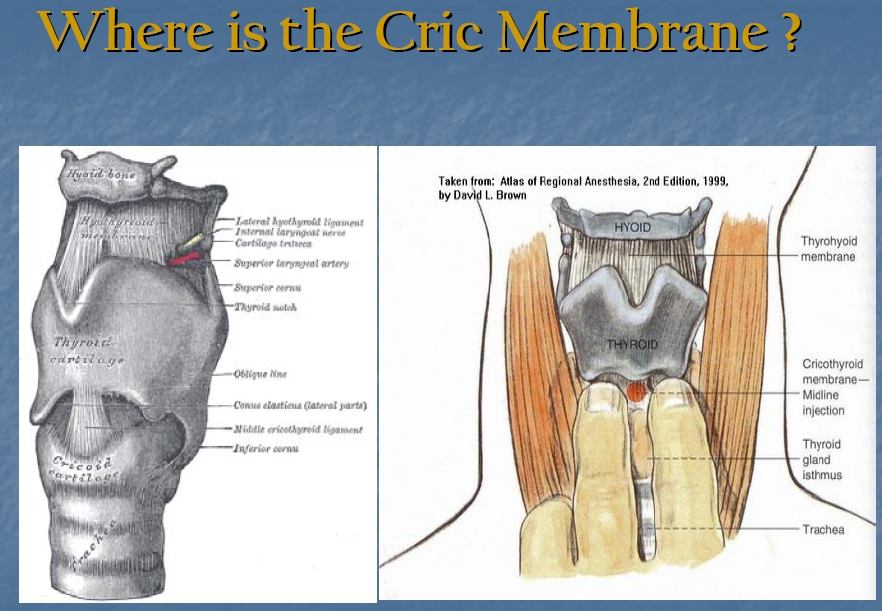 Where is the Cric Membrane ?
Hyoid bone
Hyothyreoid
membrane
Lateral hyothyroid ligament
Internal laryngeal nerve
Cartilago triticea
Superior laryngeal artery
Superior cornu
Thyroid notch
Thyroid
cartilage
Oblique line
Conus elasticus (lateral parts)
Middle cricothyroid ligament
Inferior cornu
Cricoid
cartilage
Trachea
Taken from: Atlas of Regional Anesthesia, 2nd Edition, 1999,
by David L. Brown
HYOID
Thyrohyoid
membrane
THYROID
Cricothyroid
membrane—
Midline
injection
Thyroid
gland
isthmus
Trachea